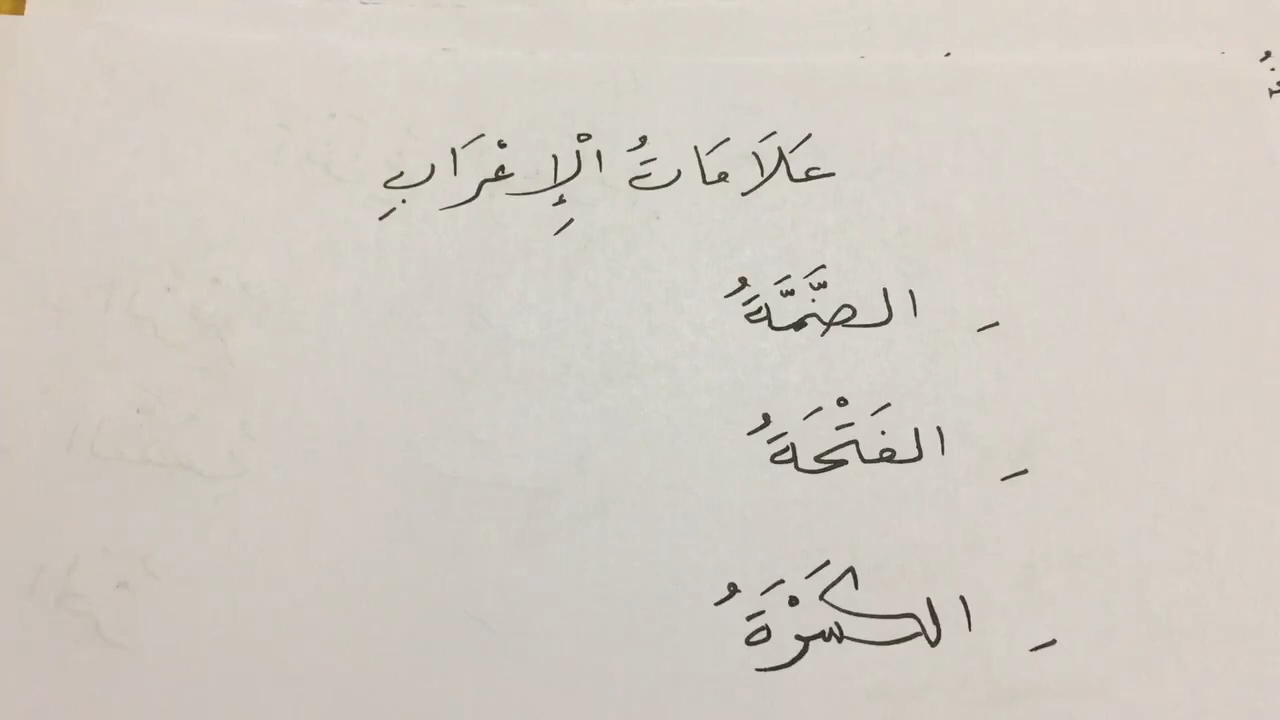 عَلَامَاتُ الْإِعْرَابِ
- الضَّمَّةُ
- الفَتْحَةُ
- الكَسْرَةُ